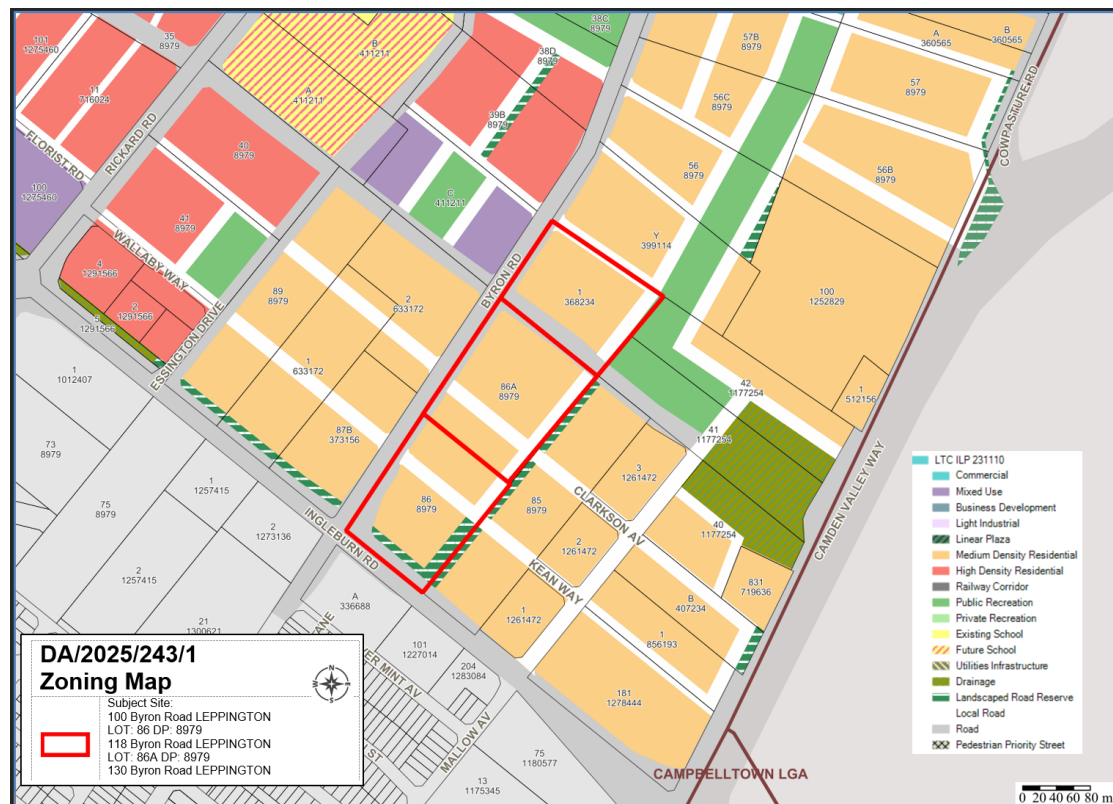 38C
8979
A
360565
B
360565
101
1275460
35
8979
B
411211
57B
8979
38D
8979
57
8979
11
716024
A
411211
56C
8979
39B
8979
COWPASTURE RD
RICKARD RD
FLORIST RD
40
8979
56
8979
56B
8979
100
1275460
C
411211
41
8979
Y
399114
WALLABY WAY
4
1291566
BYRON RD
89
8979
2
633172
1
368234
100
1252829
2
1291566
5
1291566
ESSINGTON DRIVE
1
1012407
1
633172
86A
8979
42
1177254
1
512156
87B
373156
41
1177254
73
8979
3
1261472
CAMDEN VALLEY WAY
1
1257415
86
8979
85
8979
CLARKSON AV
75
8979
INGLEBURN RD
2
1273136
40
1177254
2
1261472
KEAN WAY
2
1257415
831
719636
A
336688
B
407234
1
1261472
21
1300621
1
856193
101
1227014
204
1283084
181
1278444
MALLOW AV
75
1180577
13
1175345
CAMPBELLTOWN LGA
LTC ILP 231110
Commercial
Mixed Use
Business Development
Light Industrial
Linear Plaza
Medium Density Residential
High Density Residential
Railway Corridor
Public Recreation
Private Recreation
Existing School
Future School
Utilities Infrastructure
Drainage
Landscaped Road Reserve
Local Road
Road
Pedestrian Priority Street
DA/2025/243/1
Zoning Map
N
W E
S
Subject Site:
100 Byron Road LEPPINGTON
LOT: 86 DP: 8979
118 Byron Road LEPPINGTON
LOT: 86A DP: 8979
130 Byron Road LEPPINGTON
ANE
ER MINT AV
ST
0 20 40 60 80 m